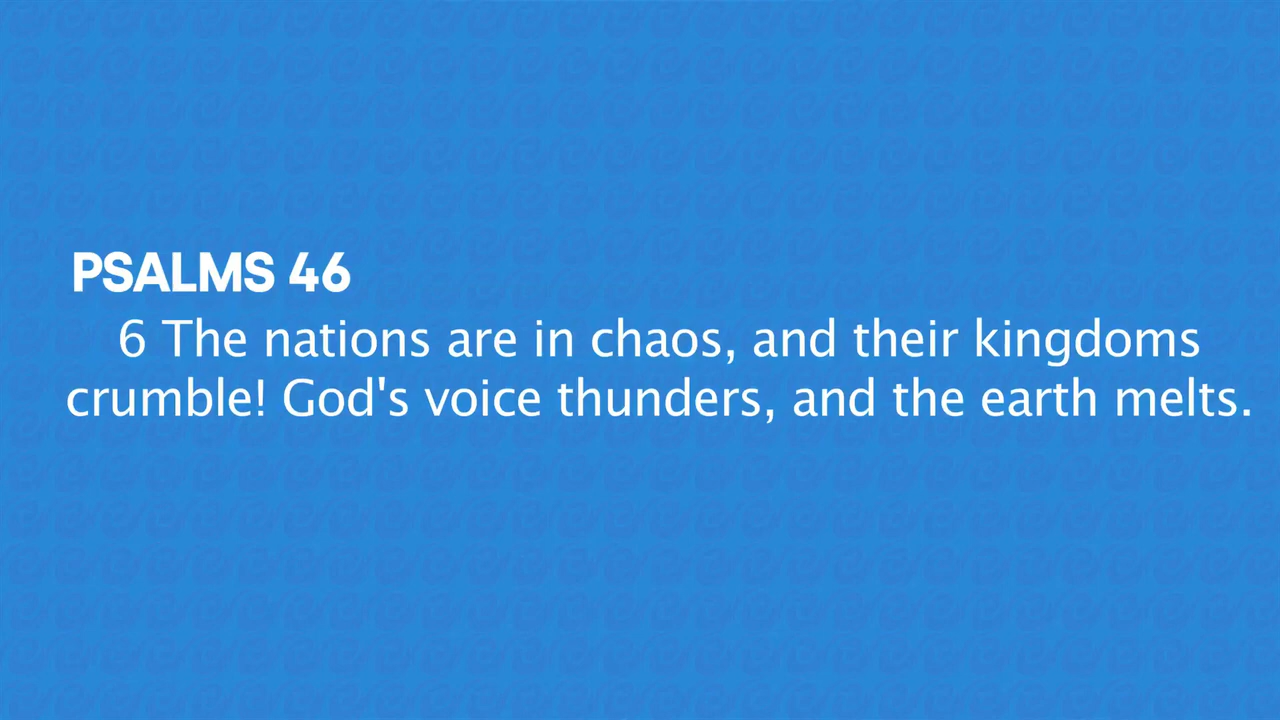 PSALMS 46
6 The nations are in chaos, and their kingdoms
crumble! God's voice thunders, and the earth melts.